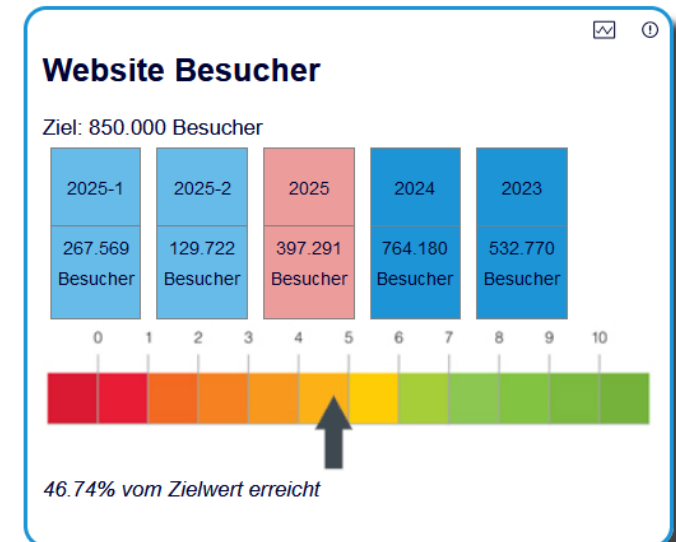 Website Besucher
Ziel: 850.000 Besucher
2025-1 2025-2 2025 2024 2023
267.569 129.722 397.291 764.180 532.770
Besucher Besucher Besucher Besucher Besucher
0 1 2 3 4 5 6 7 8 9 10
46.74% vom Zielwert erreicht